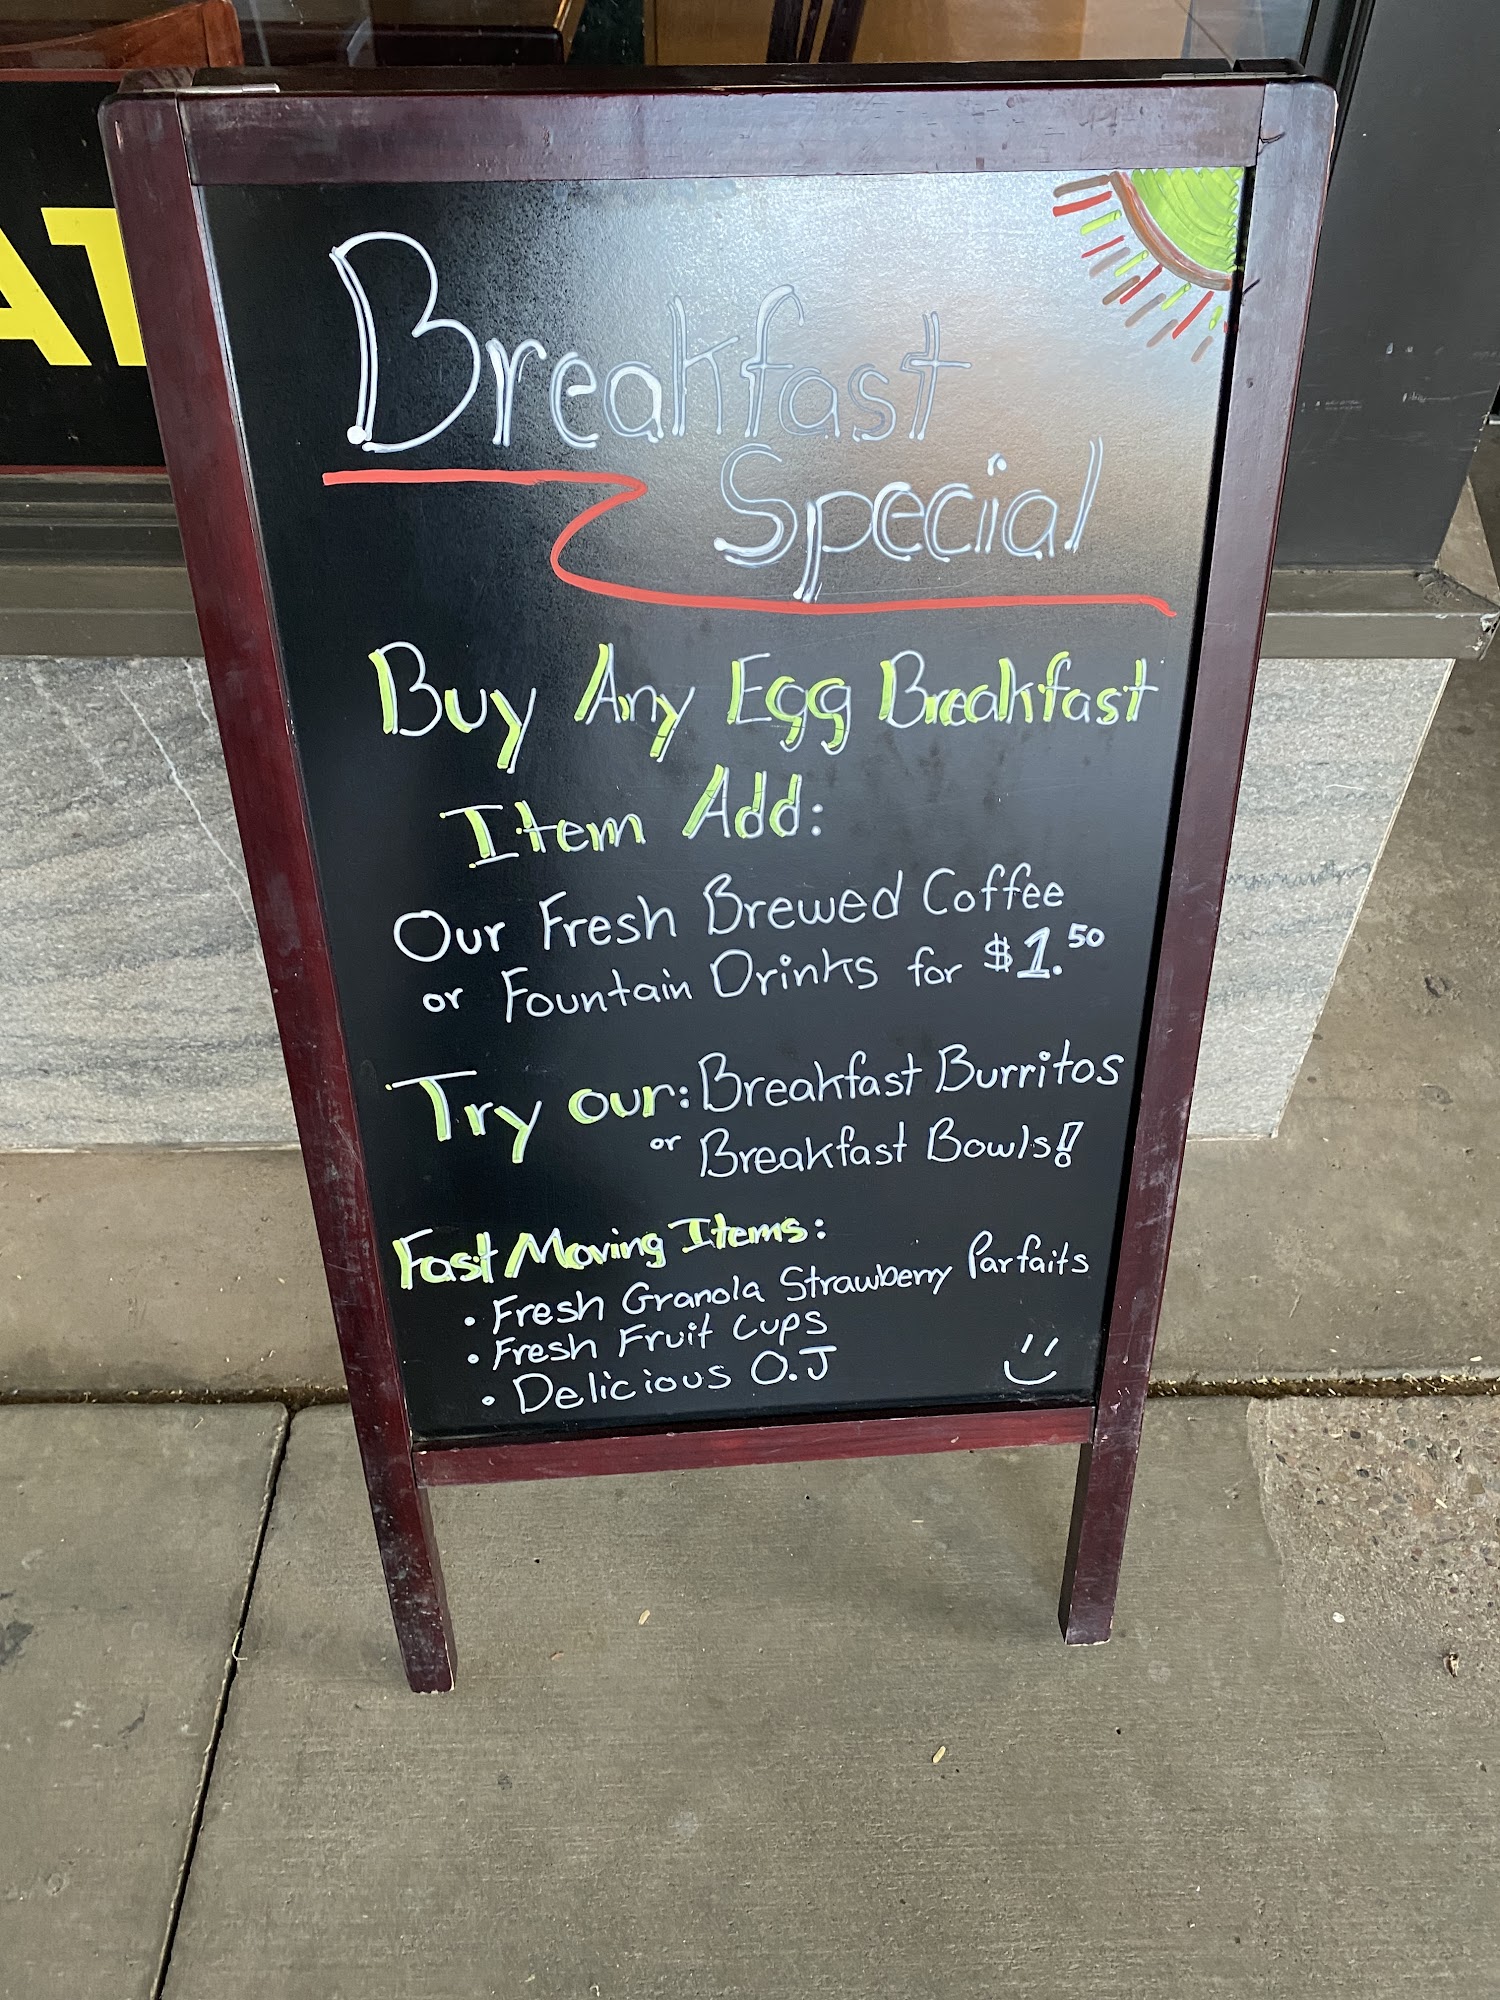 AT
Breakfast
Special
Buy Any Egg Breakfast
Item Add:
Our Fresh Brewed Coffee
or Fountain Drinks for $1.50
Try our: Breakfast Burritos
or Breakfast Bowls!
Fast Moving Items:
• Fresh Granola Strawberry Parfaits
• Fresh Fruit Cups
• Delicious O.J